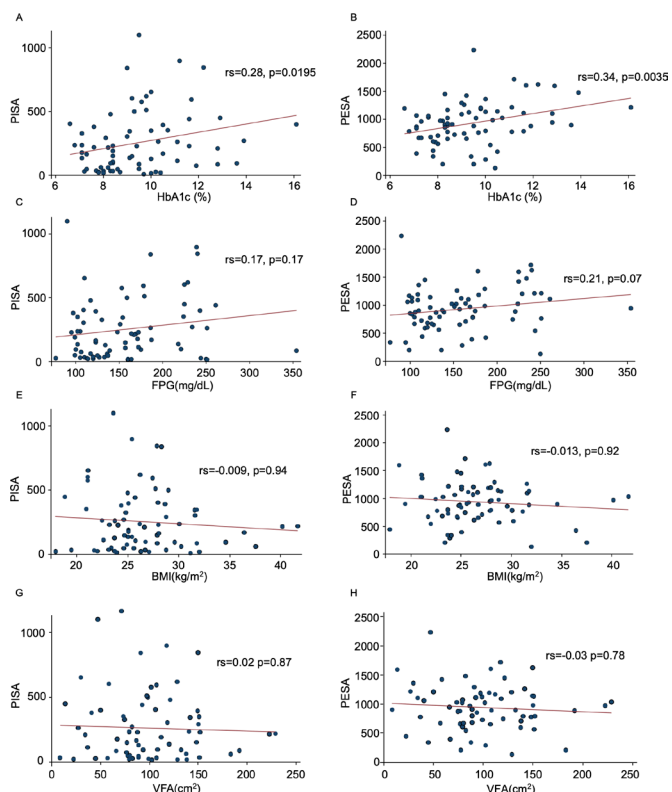 A
1000
500
0
PISA
rs=0.28, p=0.0195
6 8 10 12 14 16
HbA1c (%)
B
2500
2000
1500
1000
500
0
PESA
rs=0.34, p=0.0035
6 8 10 12 14 16
HbA1c (%)
C
1000
500
0
PISA
rs=0.17, p=0.17
100 150 200 250 300 350
FPG(mg/dL)
D
2500
2000
1500
1000
500
0
PESA
rs=0.21, p=0.07
100 150 200 250 300 350
FPG(mg/dL)
E
1000
500
0
PISA
rs=-0.009, p=0.94
20 25 30 35 40
BMI(kg/m²)
F
2500
2000
1500
1000
500
0
PESA
rs=-0.013, p=0.92
20 25 30 35 40
BMI(kg/m²)
G
1000
500
0
PISA
rs=0.02 p=0.87
0 50 100 150 200 250
VFA(cm²)
H
2500
2000
1500
1000
500
0
PESA
rs=-0.03 p=0.78
0 50 100 150 200 250
VFA(cm²)